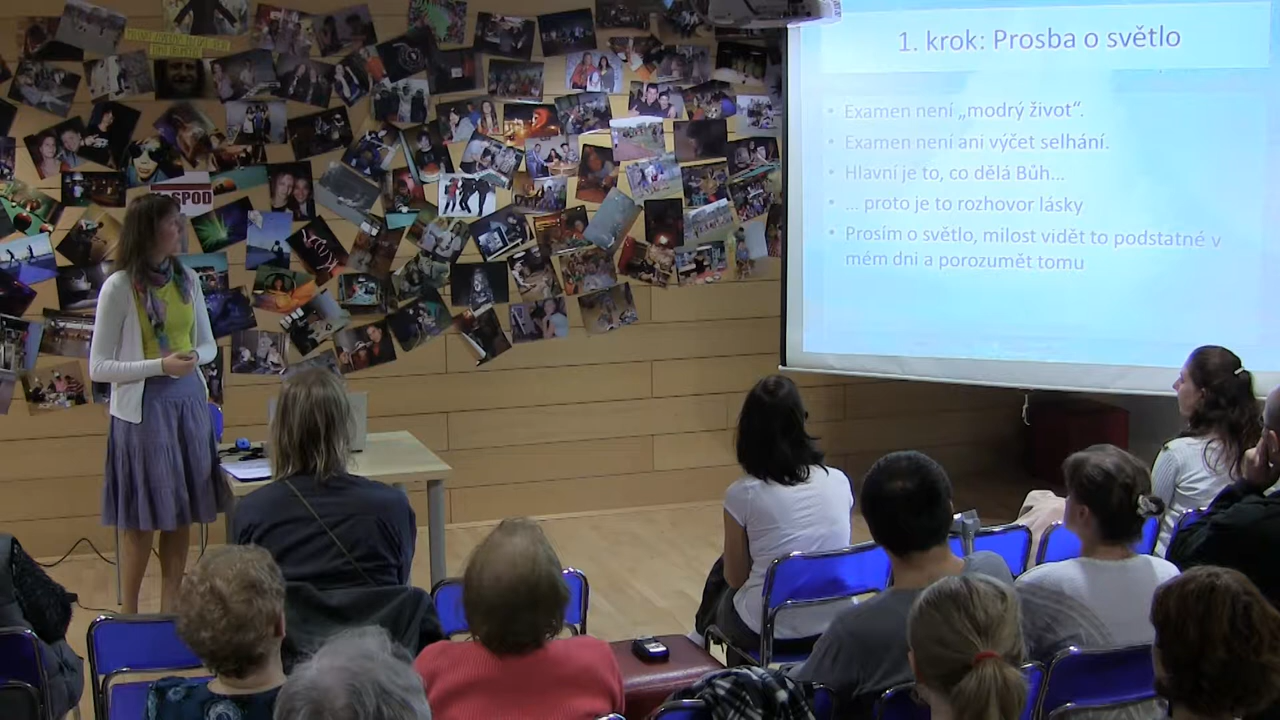 1. krok: Prosba o světlo
• Examen není „modrý život“.
• Examen není ani výčet selhání.
• Hlavní je to, co dělá Bůh...
• ... proto je to rozhovor lásky
• Prosím o světlo, milost vidět to podstatné v
mém dni a porozumět tomu